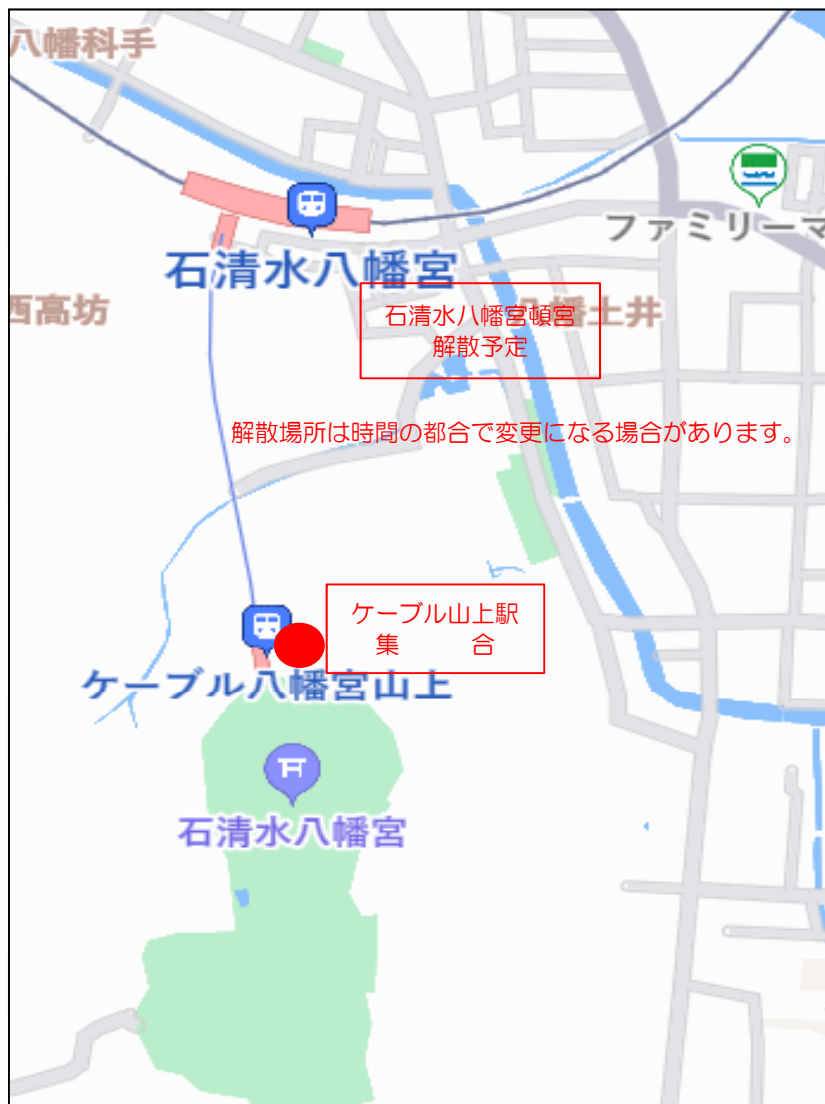 八幡科手
ファミリーマ
石清水八幡宮
西高坊
八幡土井
石清水八幡宮頓宮
解散予定
解散場所は時間の都合で変更になる場合があります。
ケーブル山上駅
集　　合
ケーブル八幡宮山上
石清水八幡宮